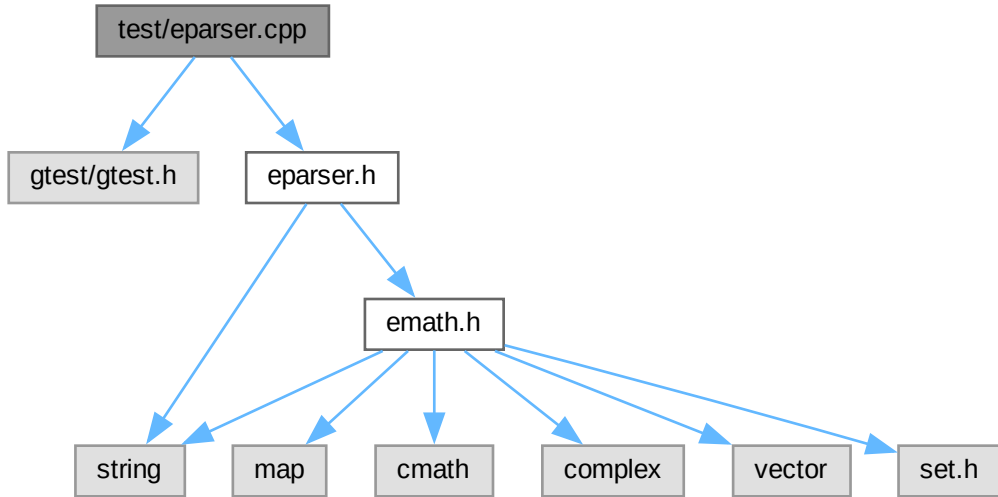 test/eparser.cpp
gtest/gtest.h
eparser.h
emath.h
string
map
cmath
complex
vector
set.h